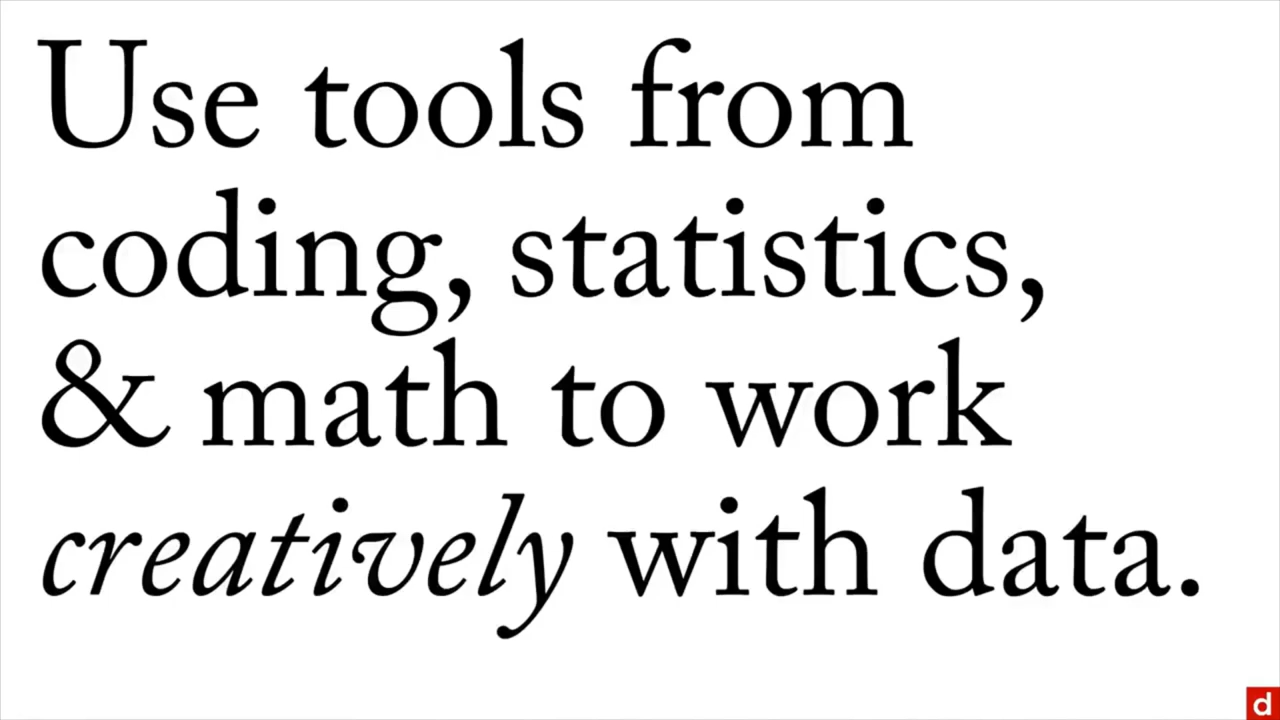 Use tools from
coding, statistics,
& math to work
creatively with data.
d